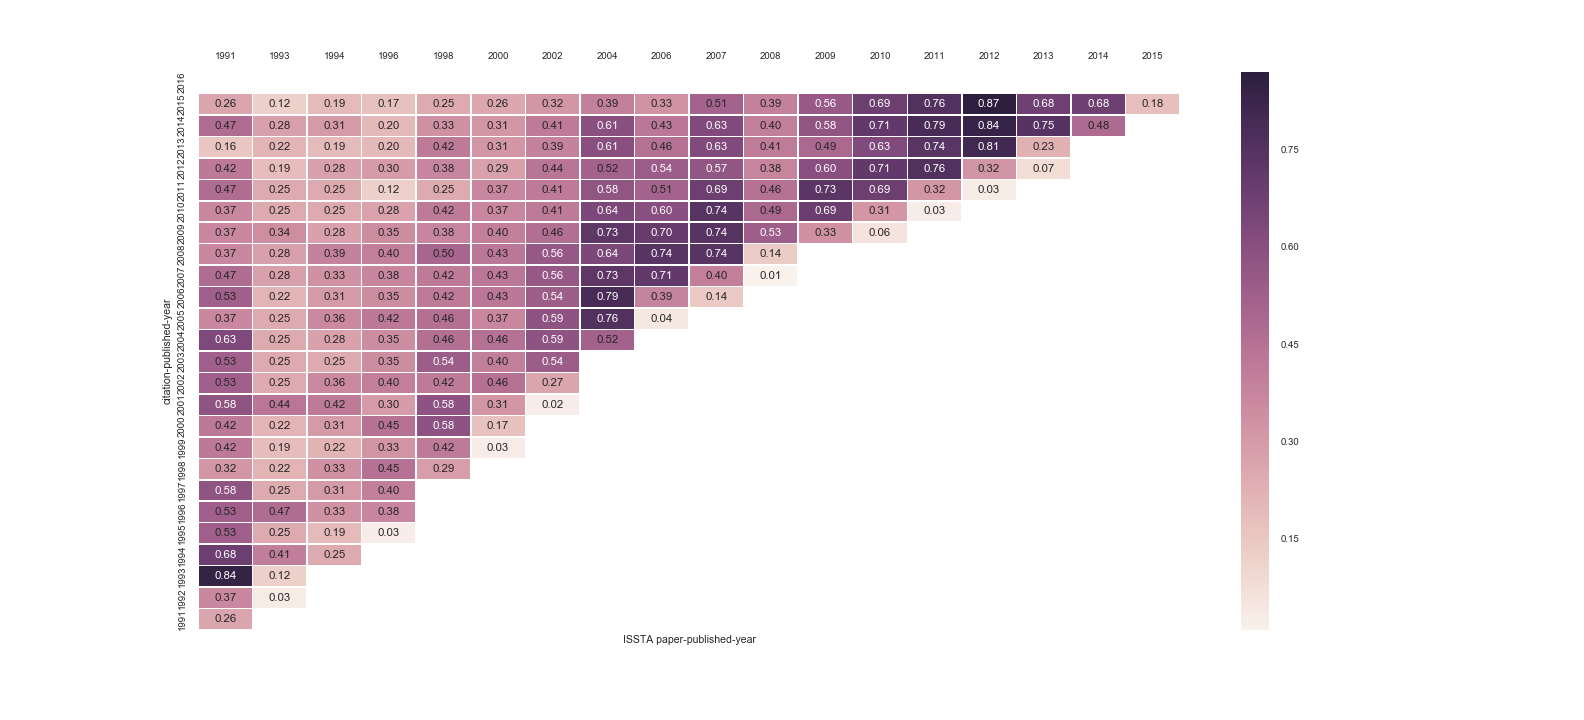 1991 1993 1994 1996 1998 2000 2002 2004 2006 2007 2008 2009 2010 2011 2012 2013 2014 2015
2016
2015 0.26 0.12 0.19 0.17 0.25 0.26 0.32 0.39 0.33 0.51 0.39 0.56 0.69 0.76 0.87 0.68 0.68 0.18
2014 0.47 0.28 0.31 0.20 0.33 0.31 0.41 0.61 0.43 0.63 0.40 0.58 0.71 0.79 0.84 0.75 0.48
2013 0.16 0.22 0.19 0.20 0.42 0.31 0.39 0.61 0.46 0.63 0.41 0.49 0.63 0.74 0.81 0.23
2012 0.42 0.19 0.28 0.30 0.38 0.29 0.44 0.52 0.54 0.57 0.38 0.60 0.71 0.76 0.32 0.07
2011 0.47 0.25 0.25 0.12 0.25 0.37 0.41 0.58 0.51 0.69 0.46 0.73 0.69 0.32 0.03
2010 0.37 0.25 0.25 0.28 0.42 0.37 0.41 0.64 0.60 0.74 0.49 0.69 0.31 0.03
2009 0.37 0.34 0.28 0.35 0.38 0.40 0.46 0.73 0.70 0.74 0.53 0.33 0.06
2008 0.37 0.28 0.39 0.40 0.50 0.43 0.56 0.64 0.74 0.74 0.14
2007 0.47 0.28 0.33 0.38 0.42 0.43 0.56 0.73 0.71 0.40 0.01
2006 0.53 0.22 0.31 0.35 0.42 0.43 0.54 0.79 0.39 0.14
2005 0.37 0.25 0.36 0.42 0.46 0.37 0.59 0.76 0.04
2004 0.63 0.25 0.28 0.35 0.46 0.46 0.59 0.52
2003 0.53 0.25 0.25 0.35 0.54 0.40 0.54
2002 0.53 0.25 0.36 0.40 0.42 0.46 0.27
2001 0.58 0.44 0.42 0.30 0.58 0.31 0.02
2000 0.42 0.22 0.31 0.45 0.58 0.17
1999 0.42 0.19 0.22 0.33 0.42 0.03
1998 0.32 0.22 0.33 0.45 0.29
1997 0.58 0.25 0.31 0.40
1996 0.53 0.47 0.33 0.38
1995 0.53 0.25 0.19 0.03
1994 0.68 0.41 0.25
1993 0.84 0.12
1992 0.37 0.03
1991 0.26
citation-published-year
ISSTA paper-published-year
0.75
0.60
0.45
0.30
0.15